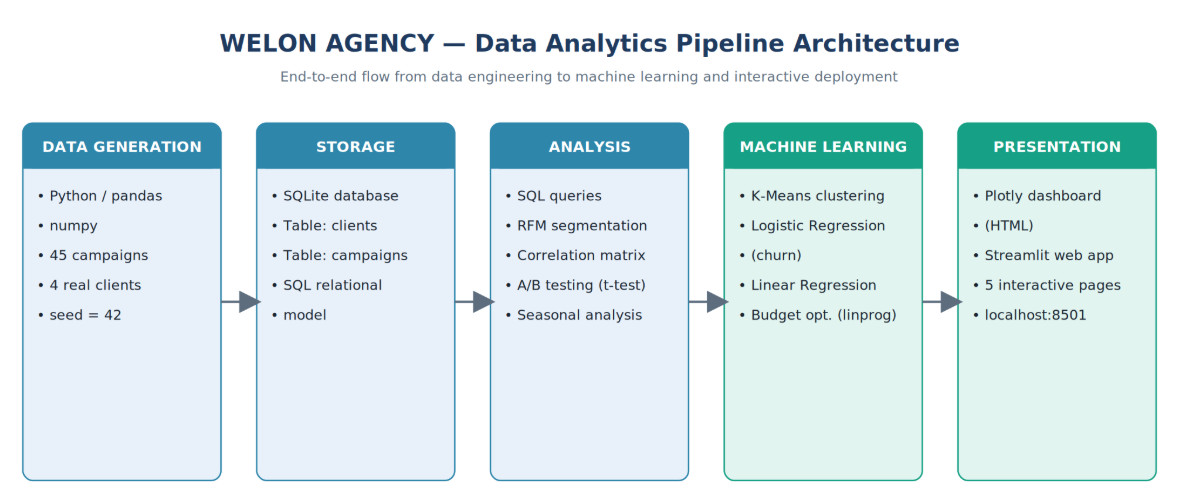 WELON AGENCY — Data Analytics Pipeline Architecture
End-to-end flow from data engineering to machine learning and interactive deployment
DATA GENERATION
• Python / pandas
• numpy
• 45 campaigns
• 4 real clients
• seed = 42
STORAGE
• SQLite database
• Table: clients
• Table: campaigns
• SQL relational
• model
ANALYSIS
• SQL queries
• RFM segmentation
• Correlation matrix
• A/B testing (t-test)
• Seasonal analysis
MACHINE LEARNING
• K-Means clustering
• Logistic Regression
• (churn)
• Linear Regression
• Budget opt. (linprog)
PRESENTATION
• Plotly dashboard
• (HTML)
• Streamlit web app
• 5 interactive pages
• localhost:8501